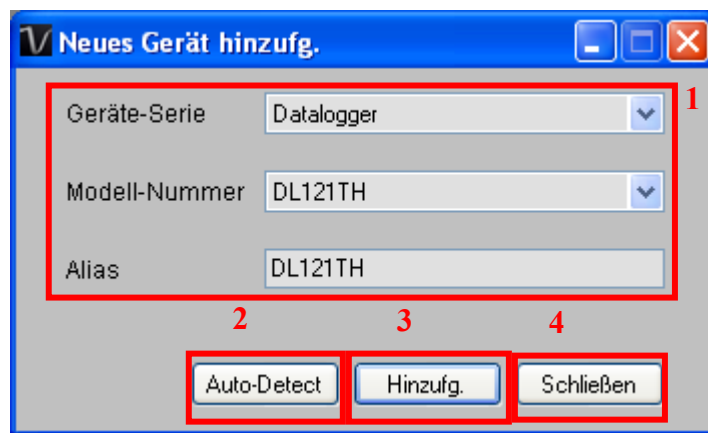 Neues Gerät hinzufg.
1
Geräte-Serie Datalogger
Modell-Nummer DL121TH
Alias DL121TH
2 3 4
Auto-Detect Hinzufg. Schließen